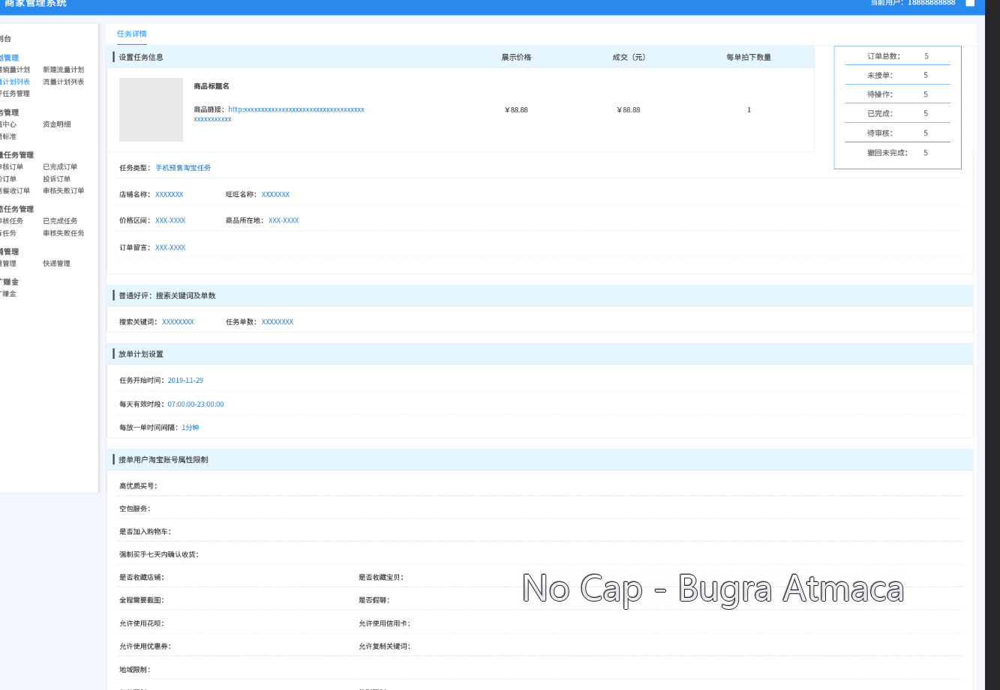 商家管理系统
当前用户：18888888888
制台
划管理
建销量计划 新建流量计划
量计划列表 流量计划列表
评任务管理
务管理
值中心 资金明细
费标准
量任务管理
审核订单 已完成订单
价订单 投诉订单
到催收订单 审核失败订单
览任务管理
审核任务 已完成任务
诉任务 审核失败任务
铺管理
铺管理 快递管理
广赚金
广赚金
任务详情
设置任务信息 展示价格 成交（元） 每单拍下数量
商品标题名
商品链接：http:xxxxxxxxxxxxxxxxxxxxxxxxxxxxxxxxxxx
xxxxxxxxxxx
￥88.88 ￥88.88 1
订单总数： 5
未接单： 5
待操作： 5
已完成： 5
待审核： 5
撤回未完成： 5
任务类型： 手机预售淘宝任务
店铺名称： XXXXXXX 旺旺名称： XXXXXXX
价格区间： XXX-XXXX 商品所在地： XXX-XXXX
订单留言： XXX-XXXX
普通好评：搜索关键词及单数
搜索关键词： XXXXXXXX 任务单数： XXXXXXXX
放单计划设置
任务开始时间：2019-11-29
每天有效时段：07:00:00-23:00:00
每放一单时间间隔：1分钟
接单用户淘宝账号属性限制
高优质买号：
空包服务：
是否加入购物车：
强制买手七天内确认收货：
是否收藏店铺： 是否收藏宝贝：
全程需要截图： 是否假聊：
允许使用花呗： 允许使用信用卡：
允许使用优惠券： 允许复制关键词：
地域限制：
No Cap - Bugra Atmaca